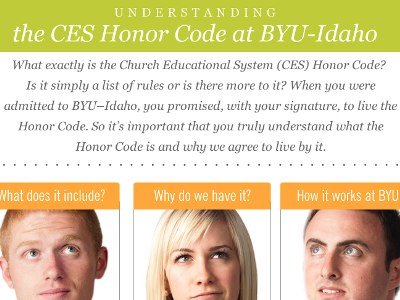 UNDERSTANDING
the CES Honor Code at BYU-Idaho
What exactly is the Church Educational System (CES) Honor Code?
Is it simply a list of rules or is there more to it? When you were
admitted to BYU–Idaho, you promised, with your signature, to live the
Honor Code. So it's important that you truly understand what the
Honor Code is and why we agree to live by it.
What does it include?
Why do we have it?
How it works at BYU